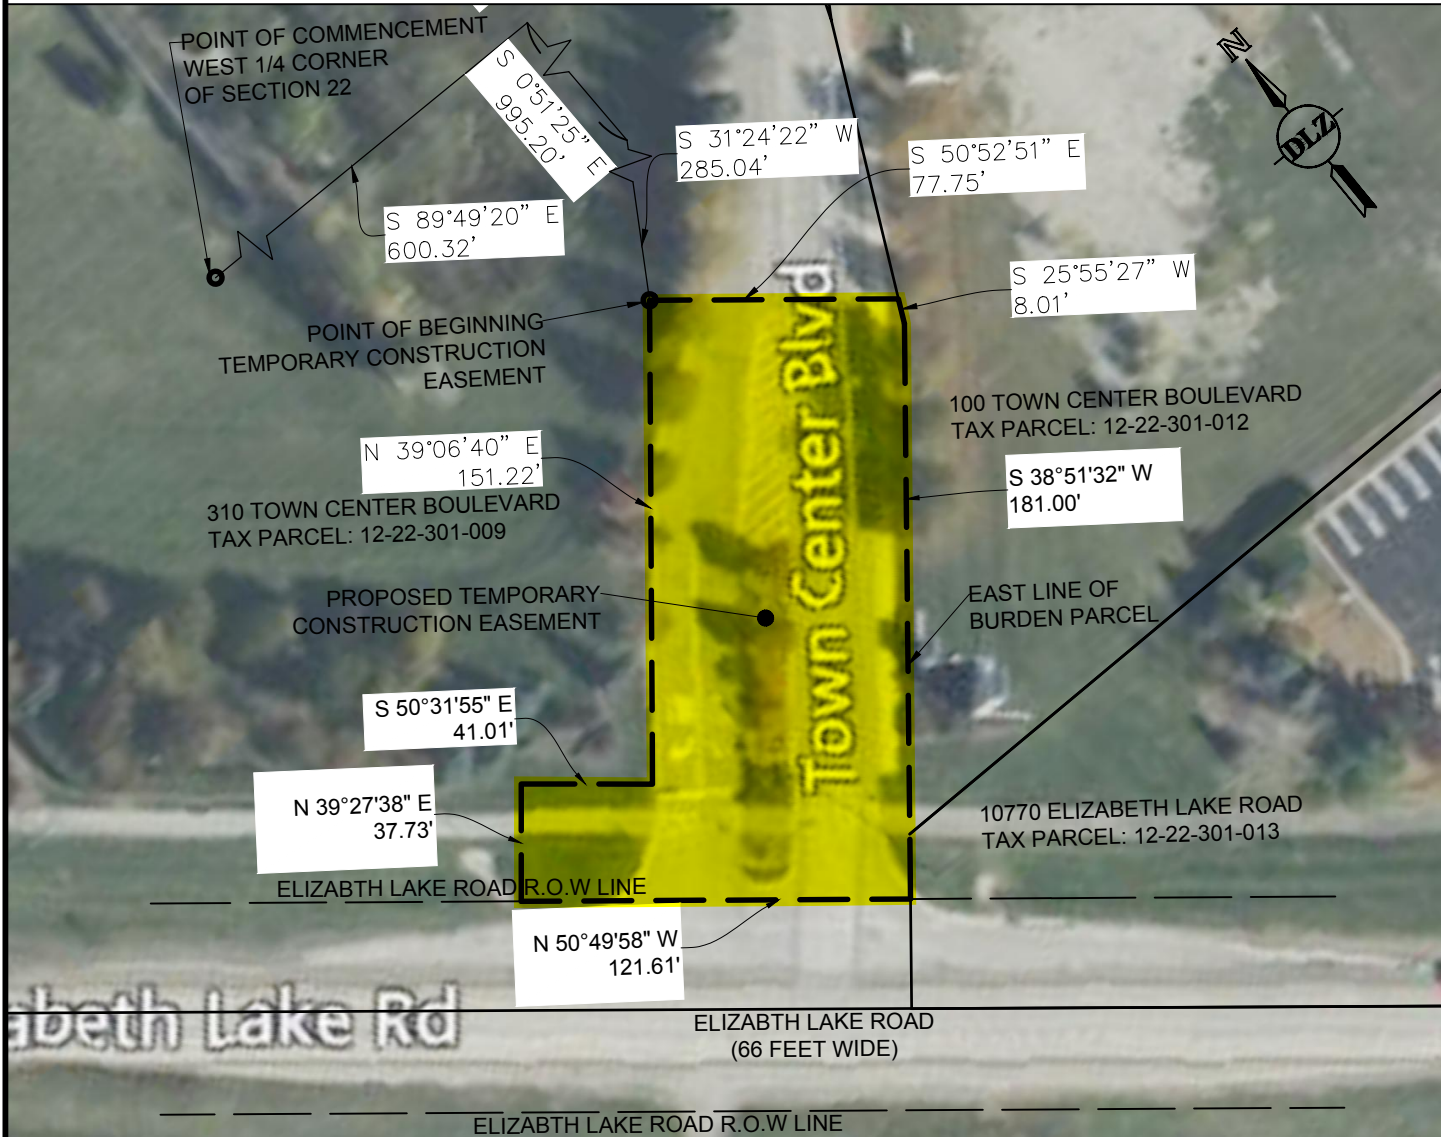 POINT OF COMMENCEMENT
WEST 1/4 CORNER
OF SECTION 22
S 0°51'25" E
995.20'
S 31°24'22" W
285.04'
S 50°52'51" E
77.75'
N
DLZ
S 89°49'20" E
600.32'
S 25°55'27" W
8.01'
POINT OF BEGINNING
TEMPORARY CONSTRUCTION
EASEMENT
Town Center Blvd
100 TOWN CENTER BOULEVARD
TAX PARCEL: 12-22-301-012
N 39°06'40" E
151.22'
S 38°51'32" W
181.00'
310 TOWN CENTER BOULEVARD
TAX PARCEL: 12-22-301-009
PROPOSED TEMPORARY
CONSTRUCTION EASEMENT
EAST LINE OF
BURDEN PARCEL
S 50°31'55" E
41.01'
N 39°27'38" E
37.73'
10770 ELIZABETH LAKE ROAD
TAX PARCEL: 12-22-301-013
ELIZABTH LAKE ROAD R.O.W LINE
N 50°49'58" W
121.61'
abeth Lake Rd
ELIZABTH LAKE ROAD
(66 FEET WIDE)
ELIZABTH LAKE ROAD R.O.W LINE